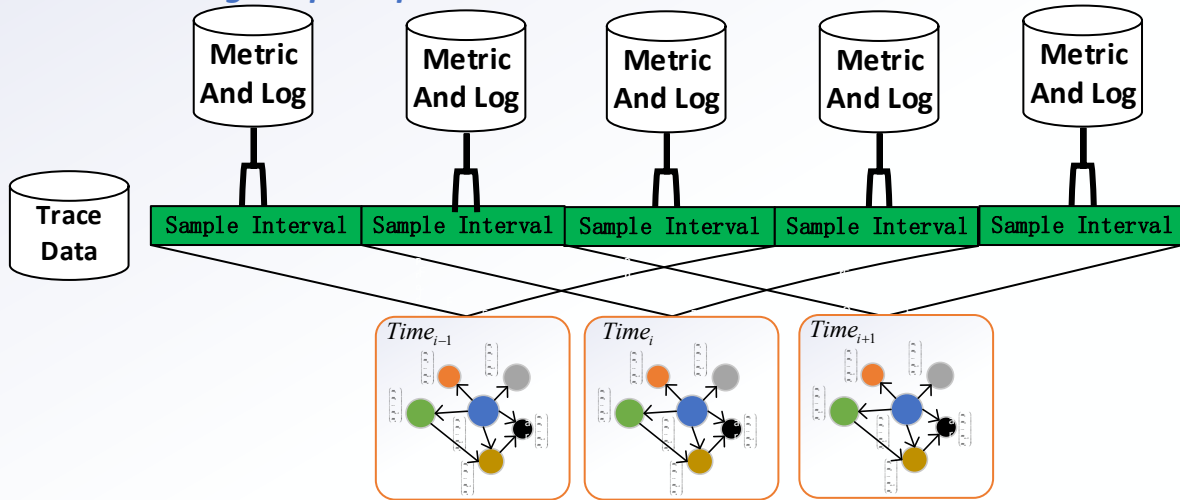 Metric
And Log
Metric
And Log
Metric
And Log
Metric
And Log
Metric
And Log
Trace
Data
Sample Interval
Sample Interval
Sample Interval
Sample Interval
Sample Interval
Time_{i-1}
Time_i
Time_{i+1}